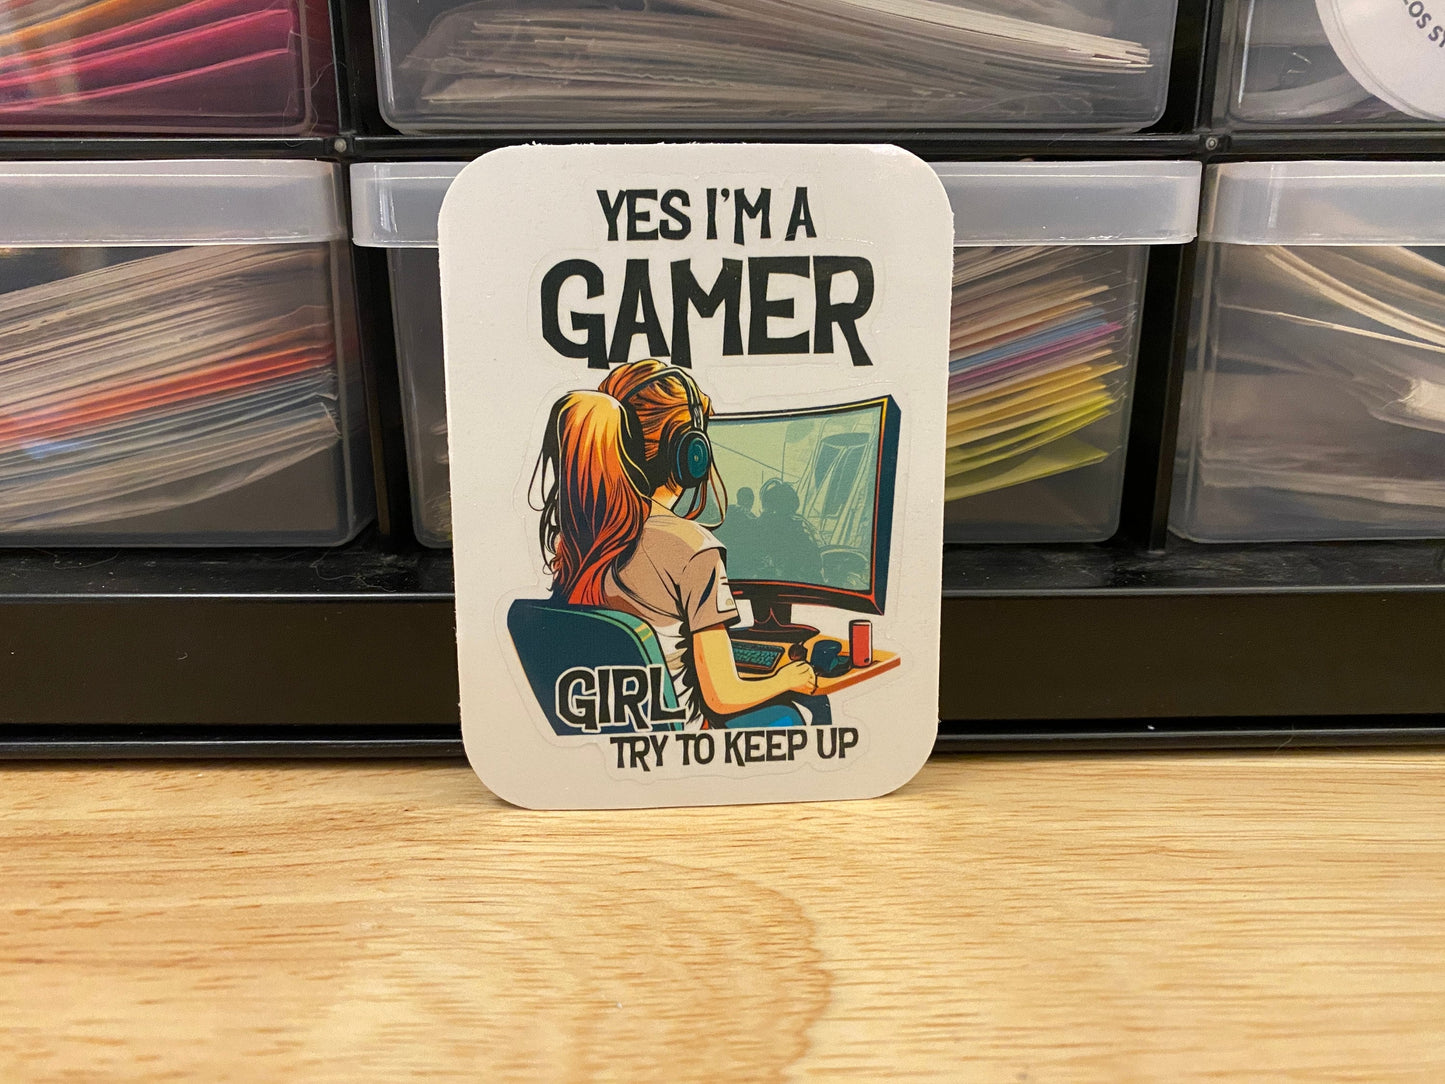 YES I'M A
GAMER
GIRL
TRY TO KEEP UP